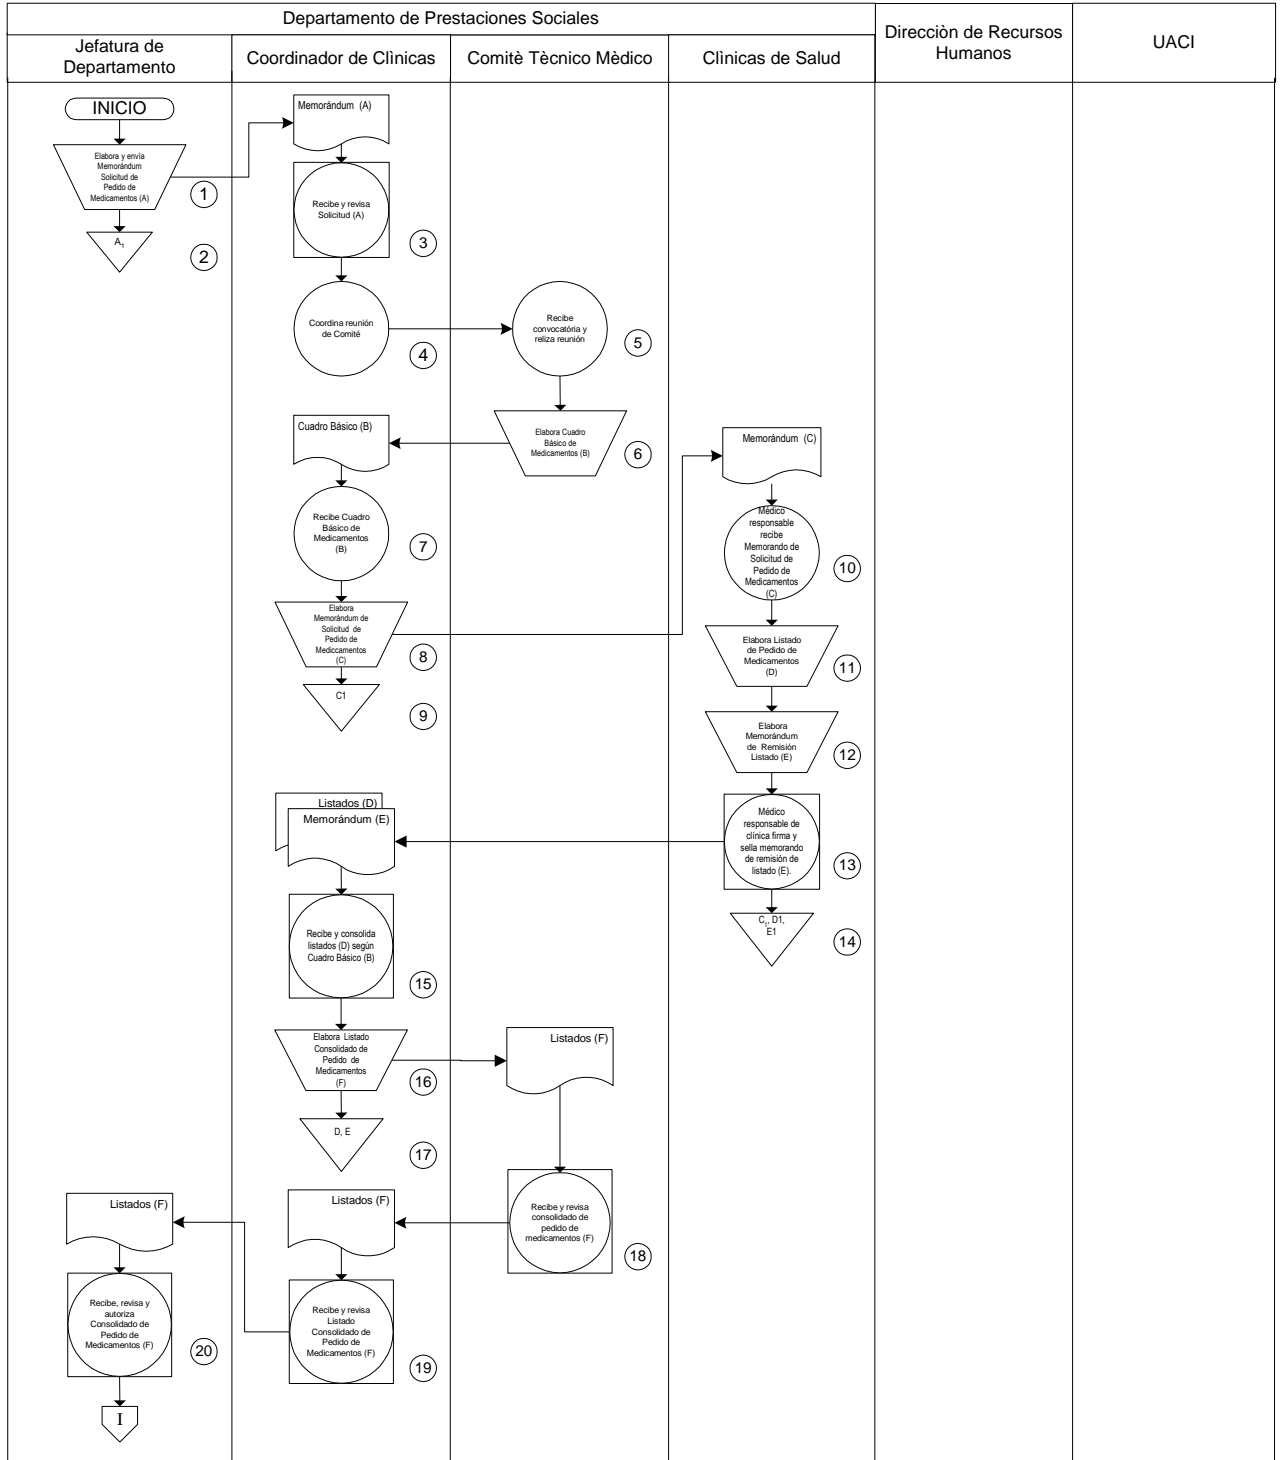 Departamento de Prestaciones Sociales
Direcciòn de Recursos
Humanos
UACI
Jefatura de
Departamento
Coordinador de Clìnicas
Comitè Tècnico Mèdico
Clìnicas de Salud
INICIO
Elabora y envía
Memorándum
Solicitud de
Pedido de
Medicamentos (A)
1
A1
2
Memorándum (A)
Recibe y revisa
Solicitud (A)
3
Coordina reunión
de Comité
4
Recibe
convocatória y
reliza reunión
5
Elabora Cuadro
Básico de
Medicamentos (B)
6
Cuadro Básico (B)
Recibe Cuadro
Básico de
Medicamentos
(B)
7
Elabora
Memorándum de
Solicitud de
Pedido de
Mediccamentos
(C)
8
C1
9
Memorándum (C)
Médico
responsable
recibe
Memorando de
Solicitud de
Pedido de
Medicamentos
(C)
10
Elabora Listado
de Pedido de
Medicamentos
(D)
11
Elabora
Memorándum
de Remisión
Listado (E)
12
Médico
responsable de
clínica firma y
sella memorando
de remisión de
listado (E).
13
C1, D1,
E1
14
Listados (D)
Memorándum (E)
Recibe y consolida
listados (D) según
Cuadro Básico (B)
15
Elabora Listado
Consolidado de
Pedido de
Medicamentos
(F)
16
D, E
17
Listados (F)
Recibe y revisa
consolidado de
pedido de
medicamentos (F)
18
Listados (F)
Recibe y revisa
Listado
Consolidado de
Pedido de
Medicamentos (F)
19
Listados (F)
Recibe, revisa y
autoriza
Consolidado de
Pedido de
Medicamentos (F)
20
I